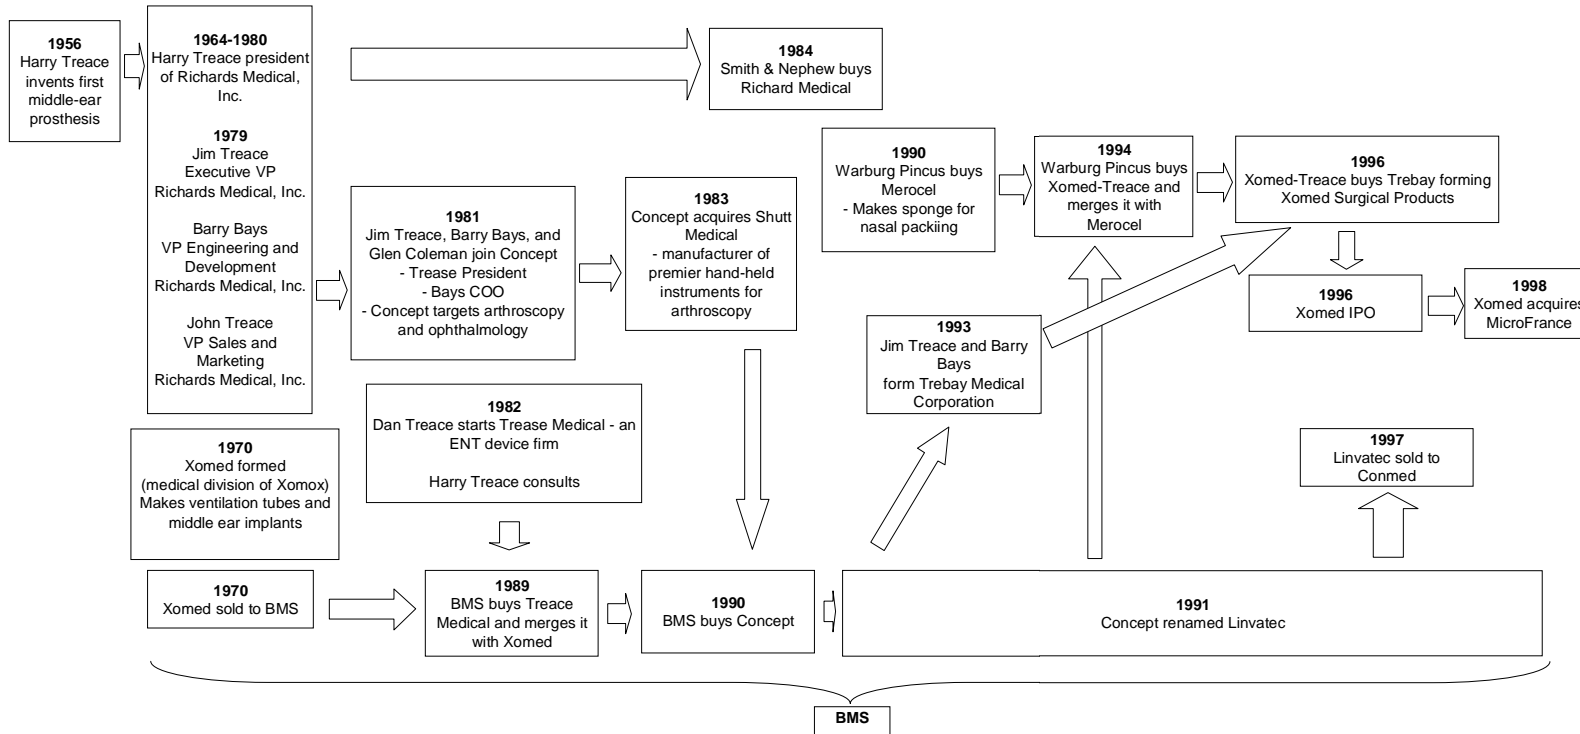 1956
Harry Treace
invents first
middle-ear
prosthesis
1964-1980
Harry Treace president
of Richards Medical,
Inc.
1979
Jim Treace
Executive VP
Richards Medical, Inc.
Barry Bays
VP Engineering and
Development
Richards Medical, Inc.
John Treace
VP Sales and
Marketing
Richards Medical, Inc.
1984
Smith & Nephew buys
Richard Medical
1981
Jim Treace, Barry Bays, and
Glen Coleman join Concept
- Trease President
- Bays COO
- Concept targets arthroscopy
and ophthalmology
1983
Concept acquires Shutt
Medical
- manufacturer of
premier hand-held
instruments for
arthroscopy
1990
Warburg Pincus buys
Merocel
- Makes sponge for
nasal packiing
1994
Warburg Pincus buys
Xomed-Treace and
merges it with
Merocel
1996
Xomed-Treace buys Trebay forming
Xomed Surgical Products
1996
Xomed IPO
1998
Xomed acquires
MicroFrance
1993
Jim Treace and Barry
Bays
form Trebay Medical
Corporation
1982
Dan Treace starts Trease Medical - an
ENT device firm
Harry Treace consults
1970
Xomed formed
(medical division of Xomox)
Makes ventilation tubes and
middle ear implants
1997
Linvatec sold to
Conmed
1970
Xomed sold to BMS
1989
BMS buys Treace
Medical and merges it
with Xomed
1990
BMS buys Concept
1991
Concept renamed Linvatec
BMS